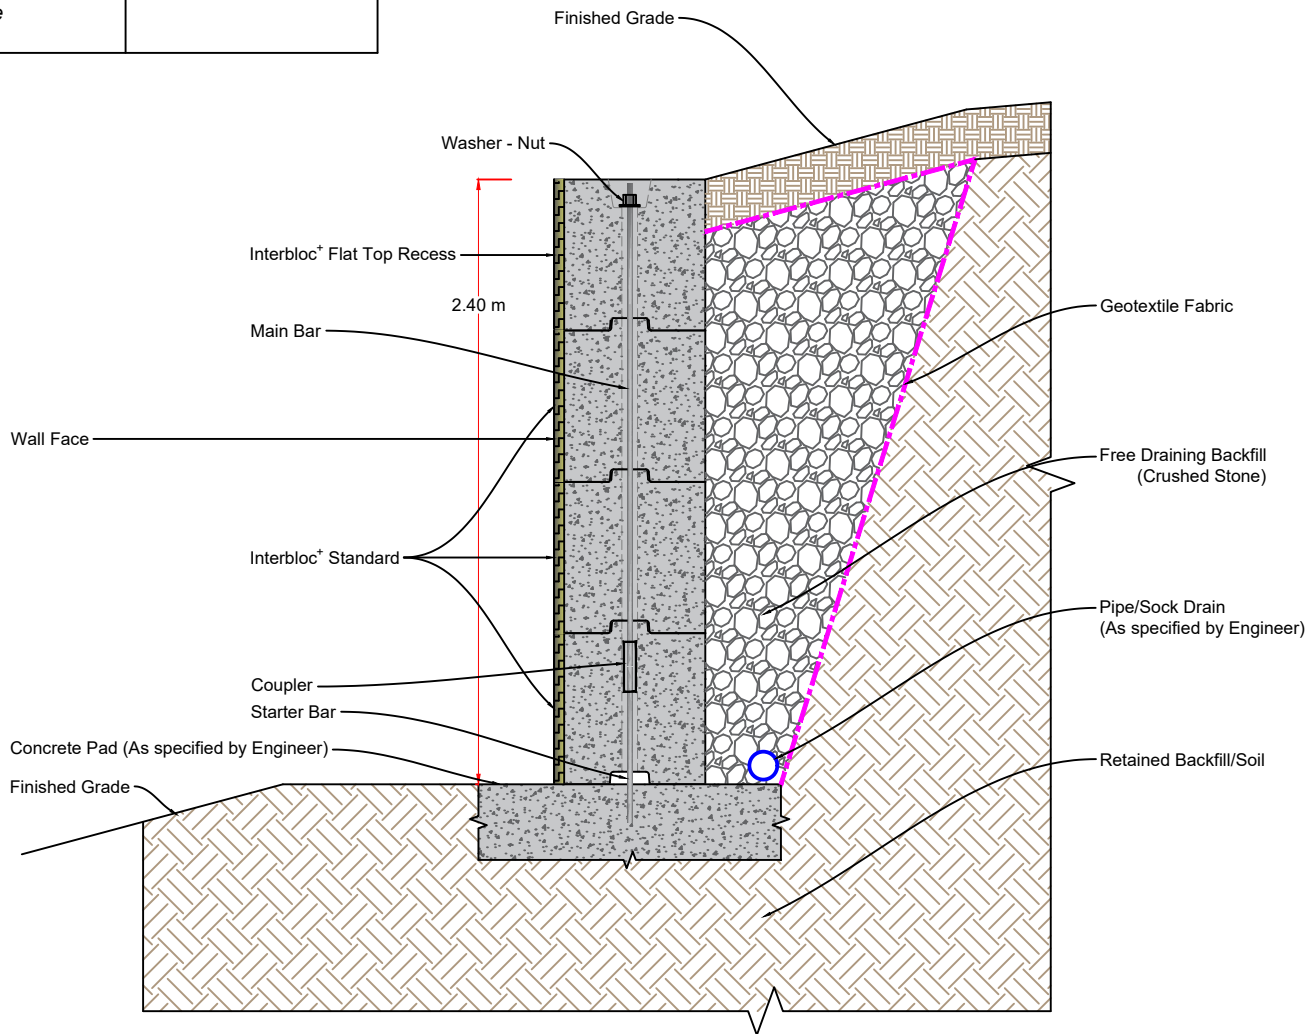 e
Finished Grade
Washer - Nut
Interbloc+ Flat Top Recess
2.40 m
Main Bar
Geotextile Fabric
Wall Face
Free Draining Backfill
(Crushed Stone)
Interbloc+ Standard
Pipe/Sock Drain
(As specified by Engineer)
Coupler
Starter Bar
Concrete Pad (As specified by Engineer)
Retained Backfill/Soil
Finished Grade